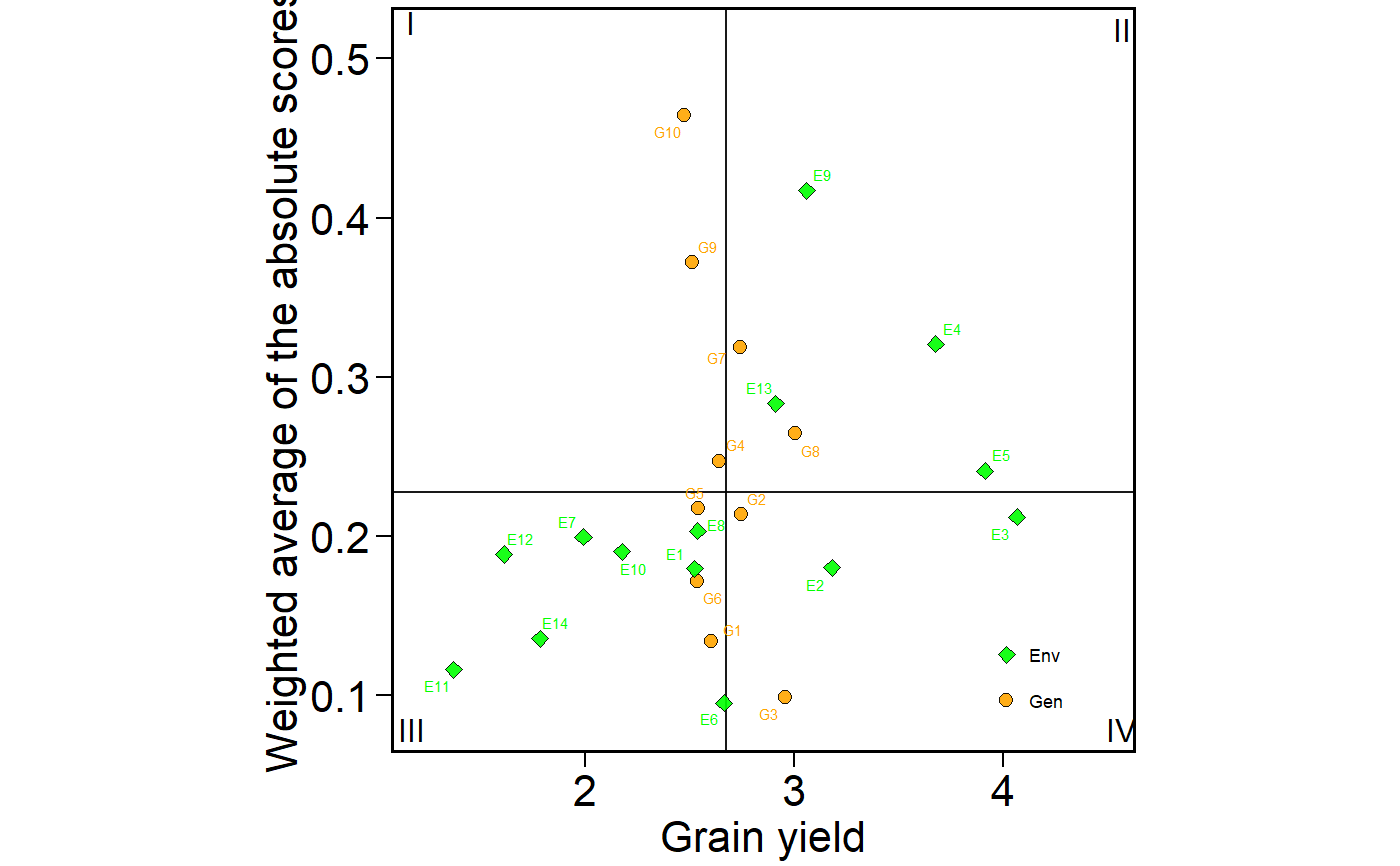 Weighted average of the absolute scores
I
II
0.5
G10
E9
0.4
G9
E4
0.3
G7
E13
G4
G8
E5
G5
G2
0.2
E7
E8
E3
E12
E1
E10
E2
G6
E14
G1
Env
E11
0.1
Gen
E6
G3
III
IV
2 3 4
Grain yield